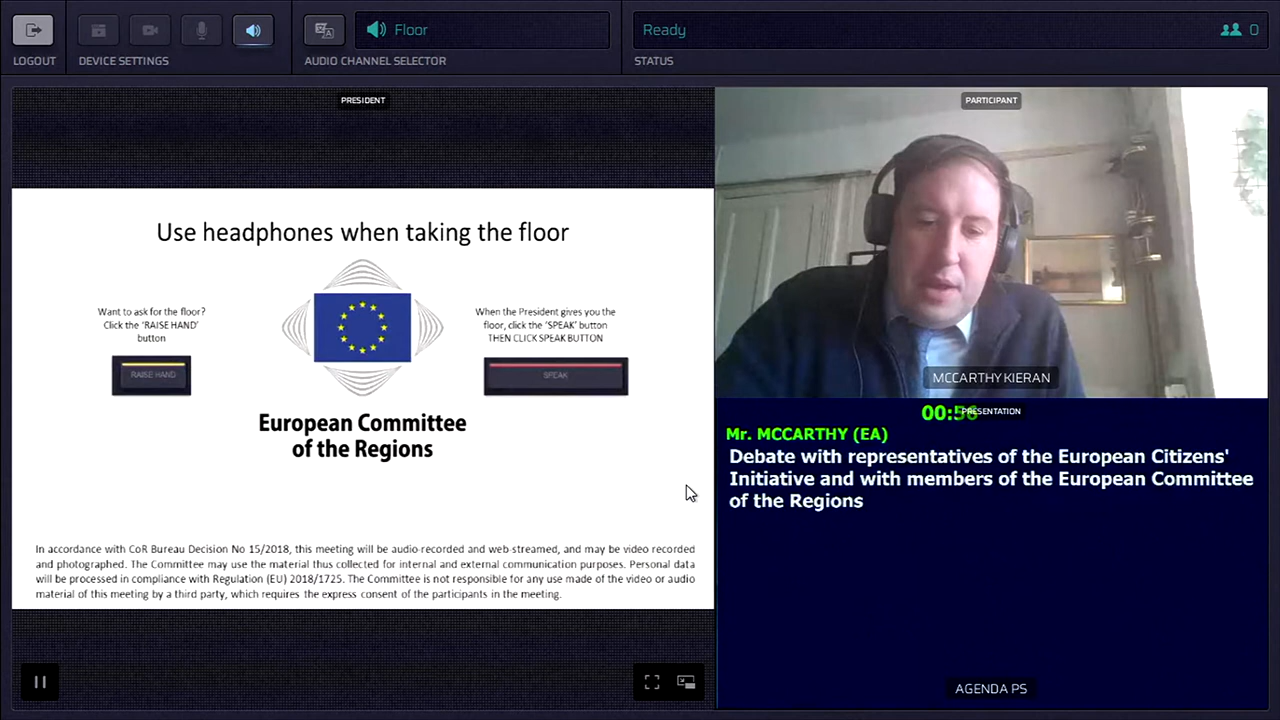 Floor
Ready
0
LOGOUT
DEVICE SETTINGS
AUDIO CHANNEL SELECTOR
STATUS
PRESIDENT
Use headphones when taking the floor
Want to ask for the floor?
Click the 'RAISE HAND'
button
RAISE HAND
When the President gives you the
floor, click the 'SPEAK' button
THEN CLICK SPEAK BUTTON
SPEAK
European Committee
of the Regions
In accordance with CoR Bureau Decision No 15/2018, this meeting will be audio-recorded and web-streamed, and may be video recorded
and photographed. The Committee may use the material thus collected for internal and external communication purposes. Personal data
will be processed in compliance with Regulation (EU) 2018/1725. The Committee is not responsible for any use made of the video or audio
material of this meeting by a third party, which requires the express consent of the participants in the meeting.
PARTICIPANT
MCCARTHY KIERAN
00:56
PRESENTATION
Mr. MCCARTHY (EA)
Debate with representatives of the European Citizens'
Initiative and with members of the European Committee
of the Regions
AGENDA PS